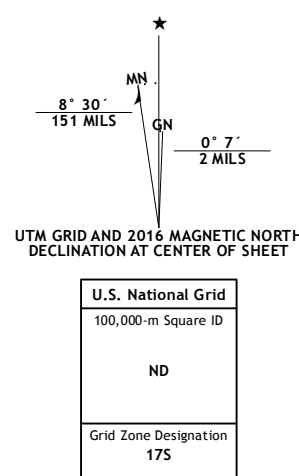 ★
MN
8° 30´
151 MILS
GN
0° 7´
2 MILS
UTM GRID AND 2016 MAGNETIC NORTH
DECLINATION AT CENTER OF SHEET
U.S. National Grid
100,000-m Square ID
ND
Grid Zone Designation
17S